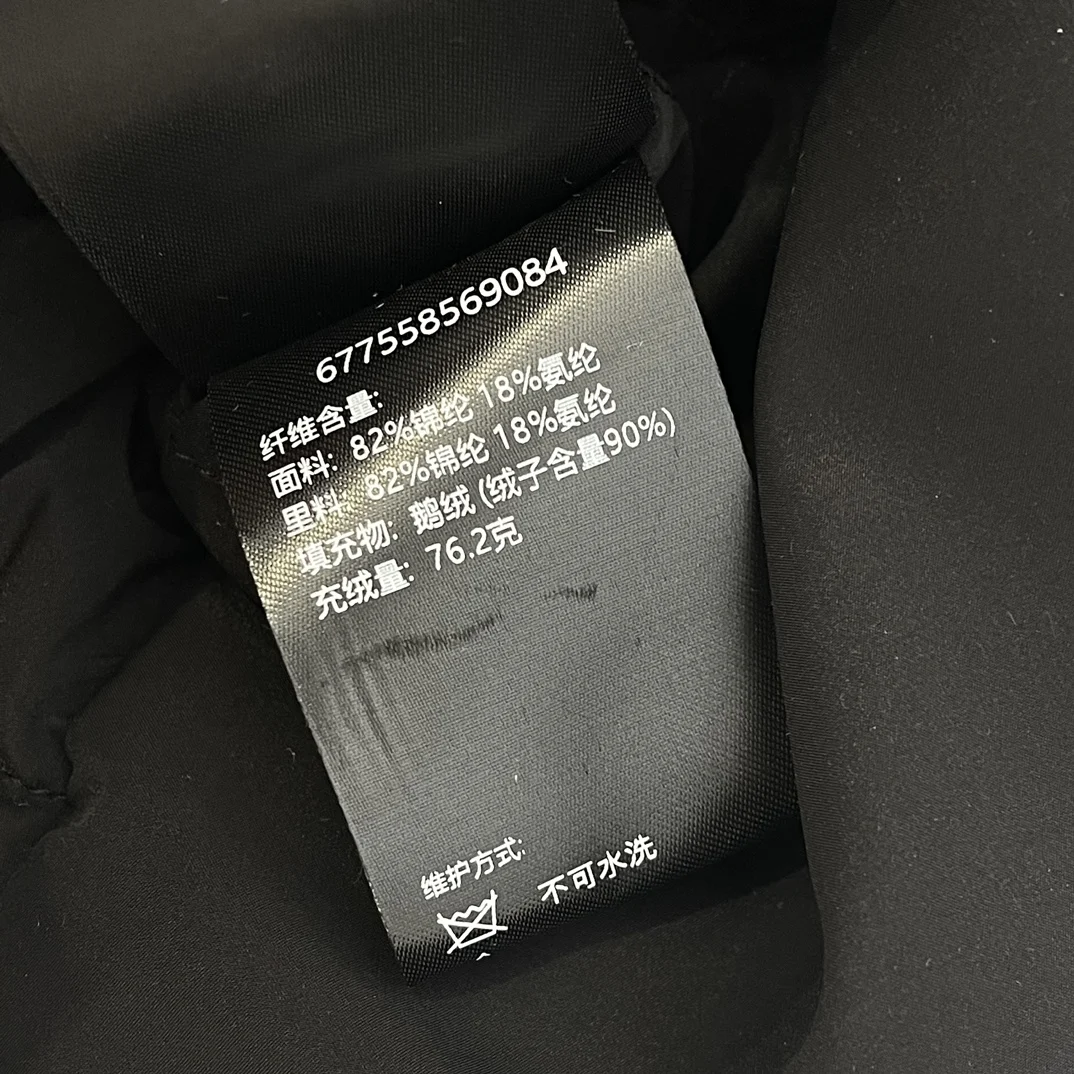 677558569084
纤维含量:
面料: 82%锦纶 18%氨纶
里料: 82%锦纶 18%氨纶
填充物: 鹅绒 (绒子含量90%)
充绒量: 76.2克
维护方式:
不可水洗